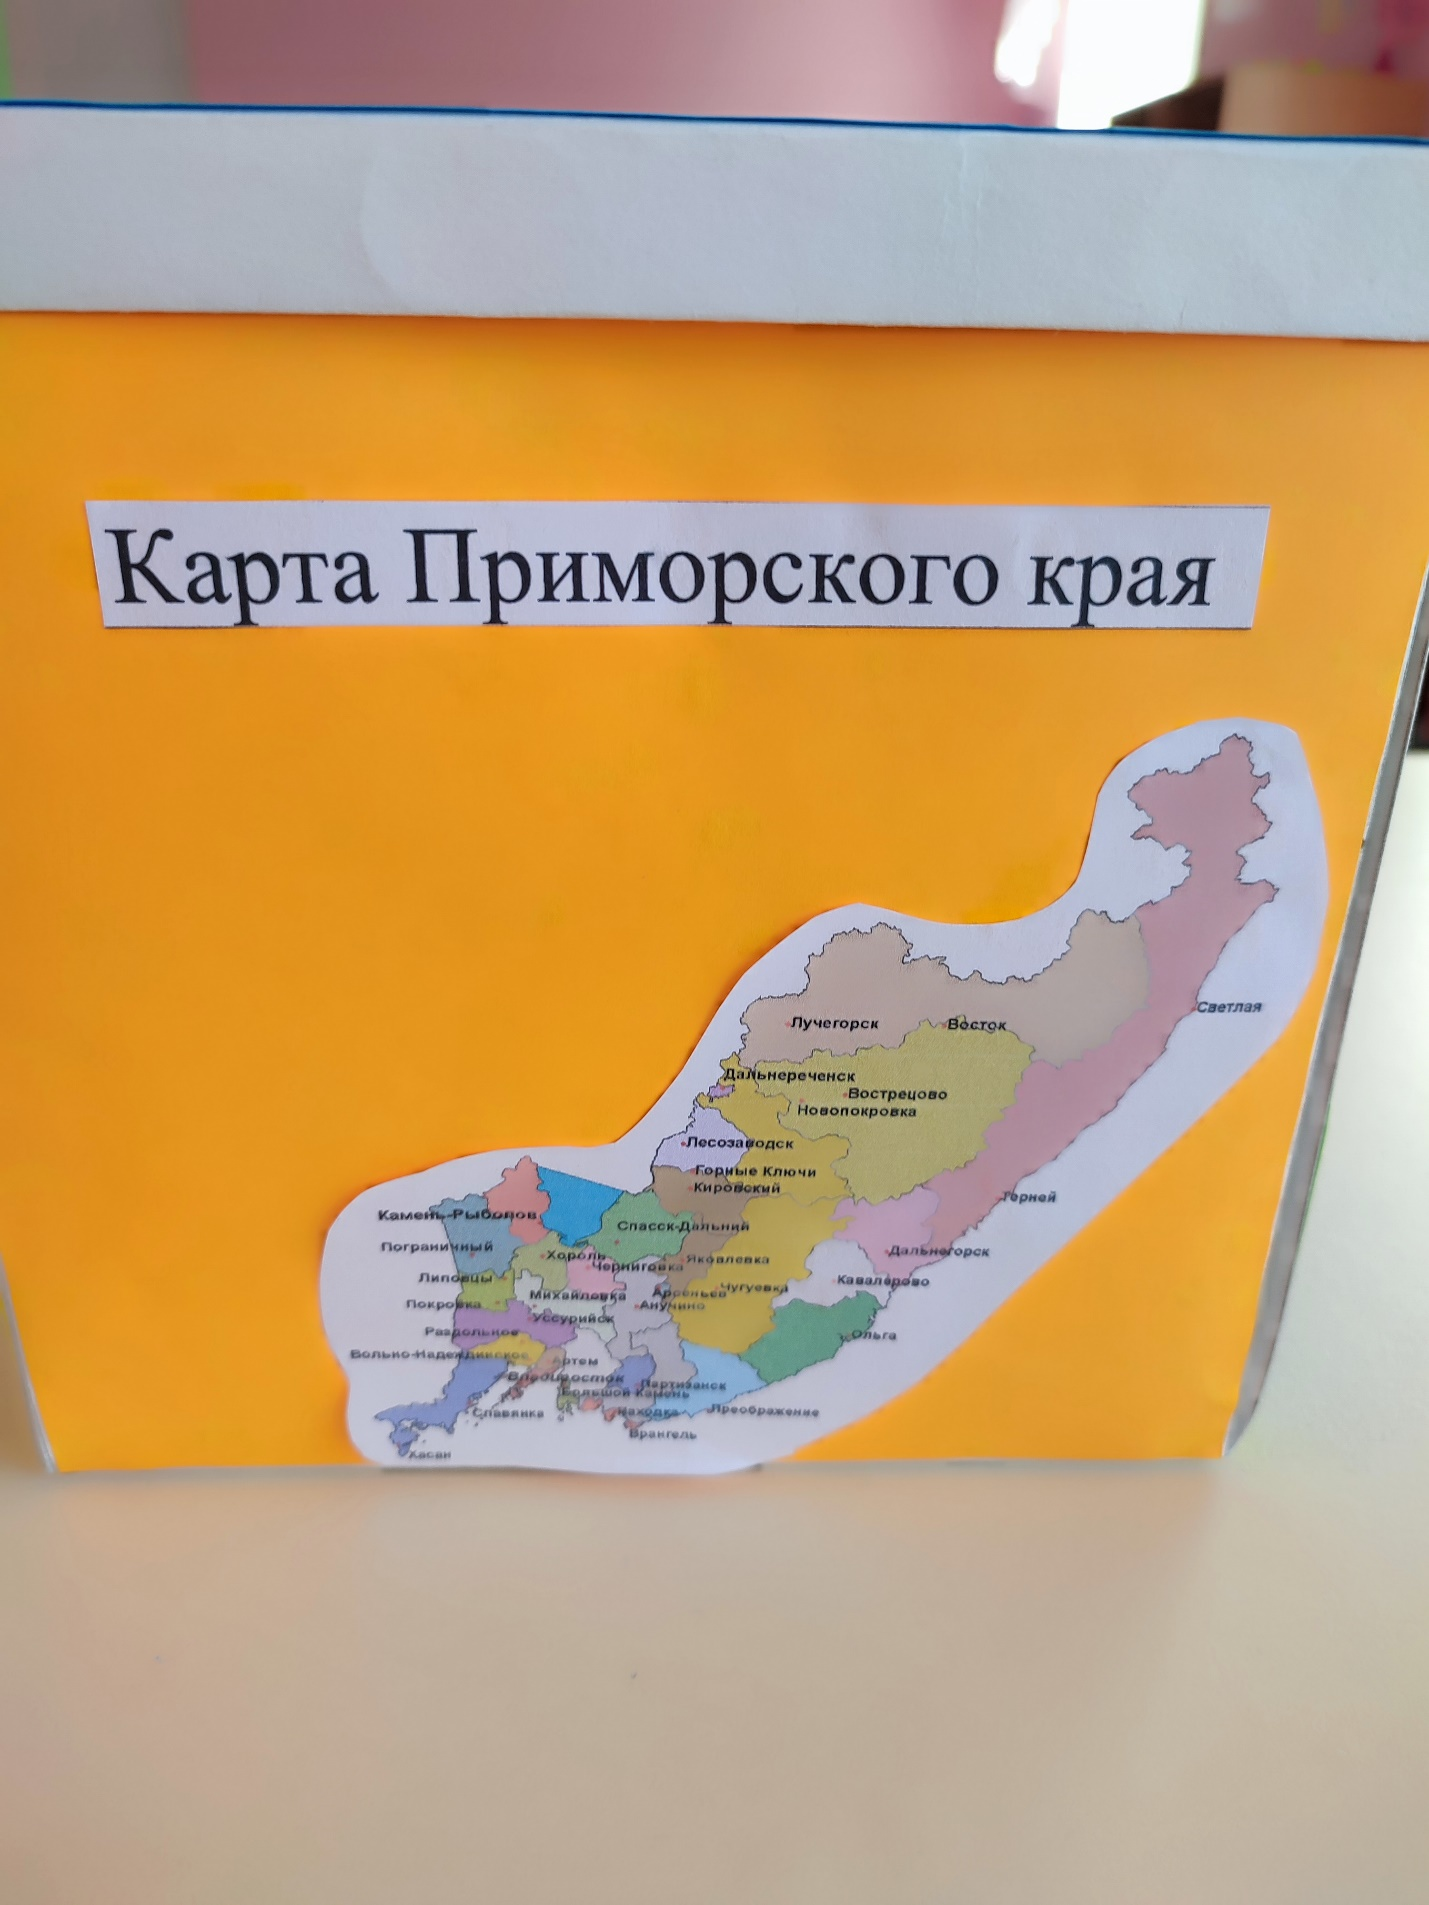 Карта Приморского края
Светлая
Лучегорск
Восток
Дальнереченск
Вострецово
Новопокровка
Лесозаводск
Горные Ключи
Кировский
Терней
Камень-Рыболов
Спасск-Дальний
Пограничный
Хороль
Яковлевка
Дальнегорск
Черниговка
Липовцы
Чугуевка
Кавалерово
Михайловка
Арсеньев
Покровка
Анучино
Уссурийск
Раздольное
Ольга
Вольно-Надеждинское
Артем
Владивосток
Партизанск
Большой Камень
Славянка
Находка
Преображение
Врангель
Хасан